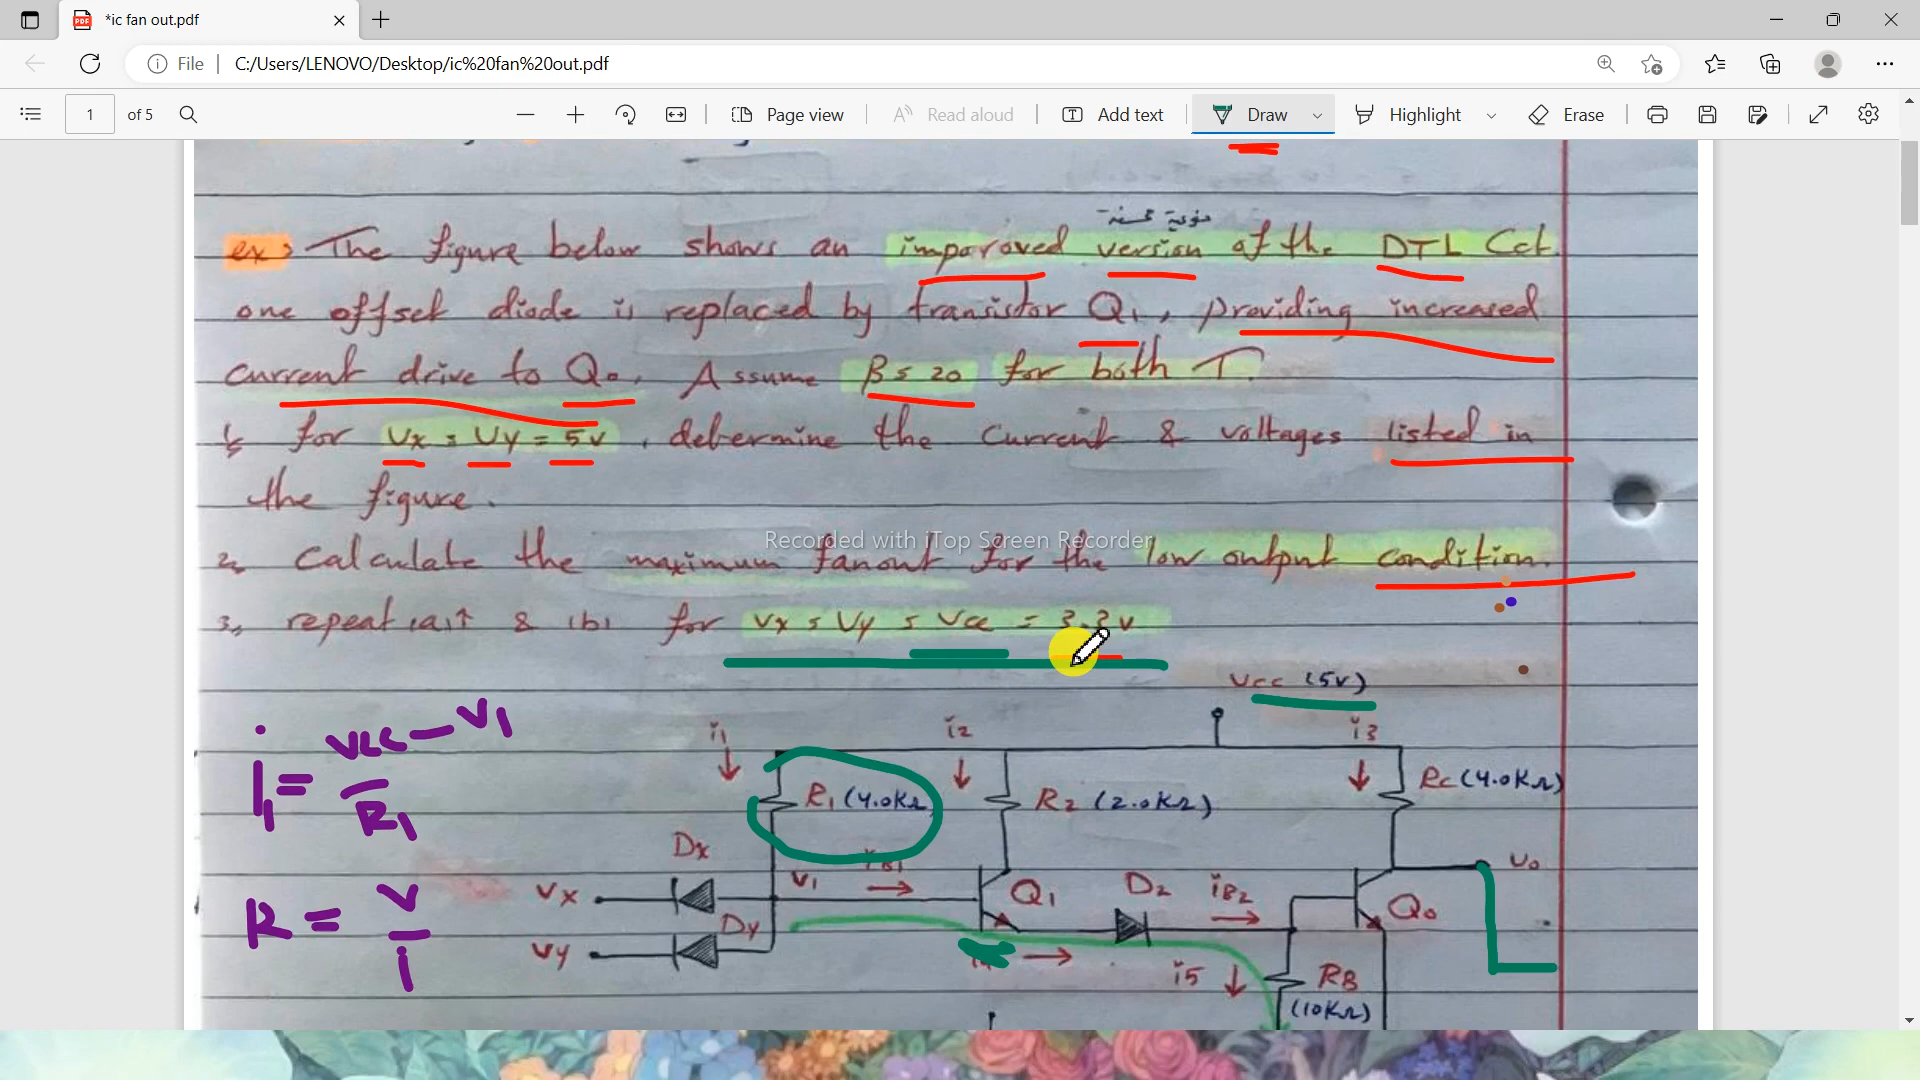 *ic fan out.pdf
File
C:/Users/LENOVO/Desktop/ic%20fan%20out.pdf
1 of 5
Page view
Read aloud
Add text
Draw
Highlight
Erase
ex: The figure below shows an imporoved version of the DTL Cct.
one offset diode is replaced by transistor Q1, providing increased
current drive to Qo. Assume β = 20 for both T.
1, for Vx = Vy = 5v, determine the current & voltages listed in
the figure.
Recorded with iTop Screen Recorder
2, Calculate the maximum fanout for the low output condition.
3, repeat (a) & (b) for Vx = Vy = Vcc = 3.3v
Vcc (5v)
i1 = VCC - V1
R1
i1
i2
i3
R1 (4.0kΩ
R2 (2.0kΩ)
Rc (4.0kΩ)
Dx
v1
iB1
Q1
D2
iB2
Vo
Qo
Vx
Dy
Vy
R = V
i
i5
RB
(10kΩ)